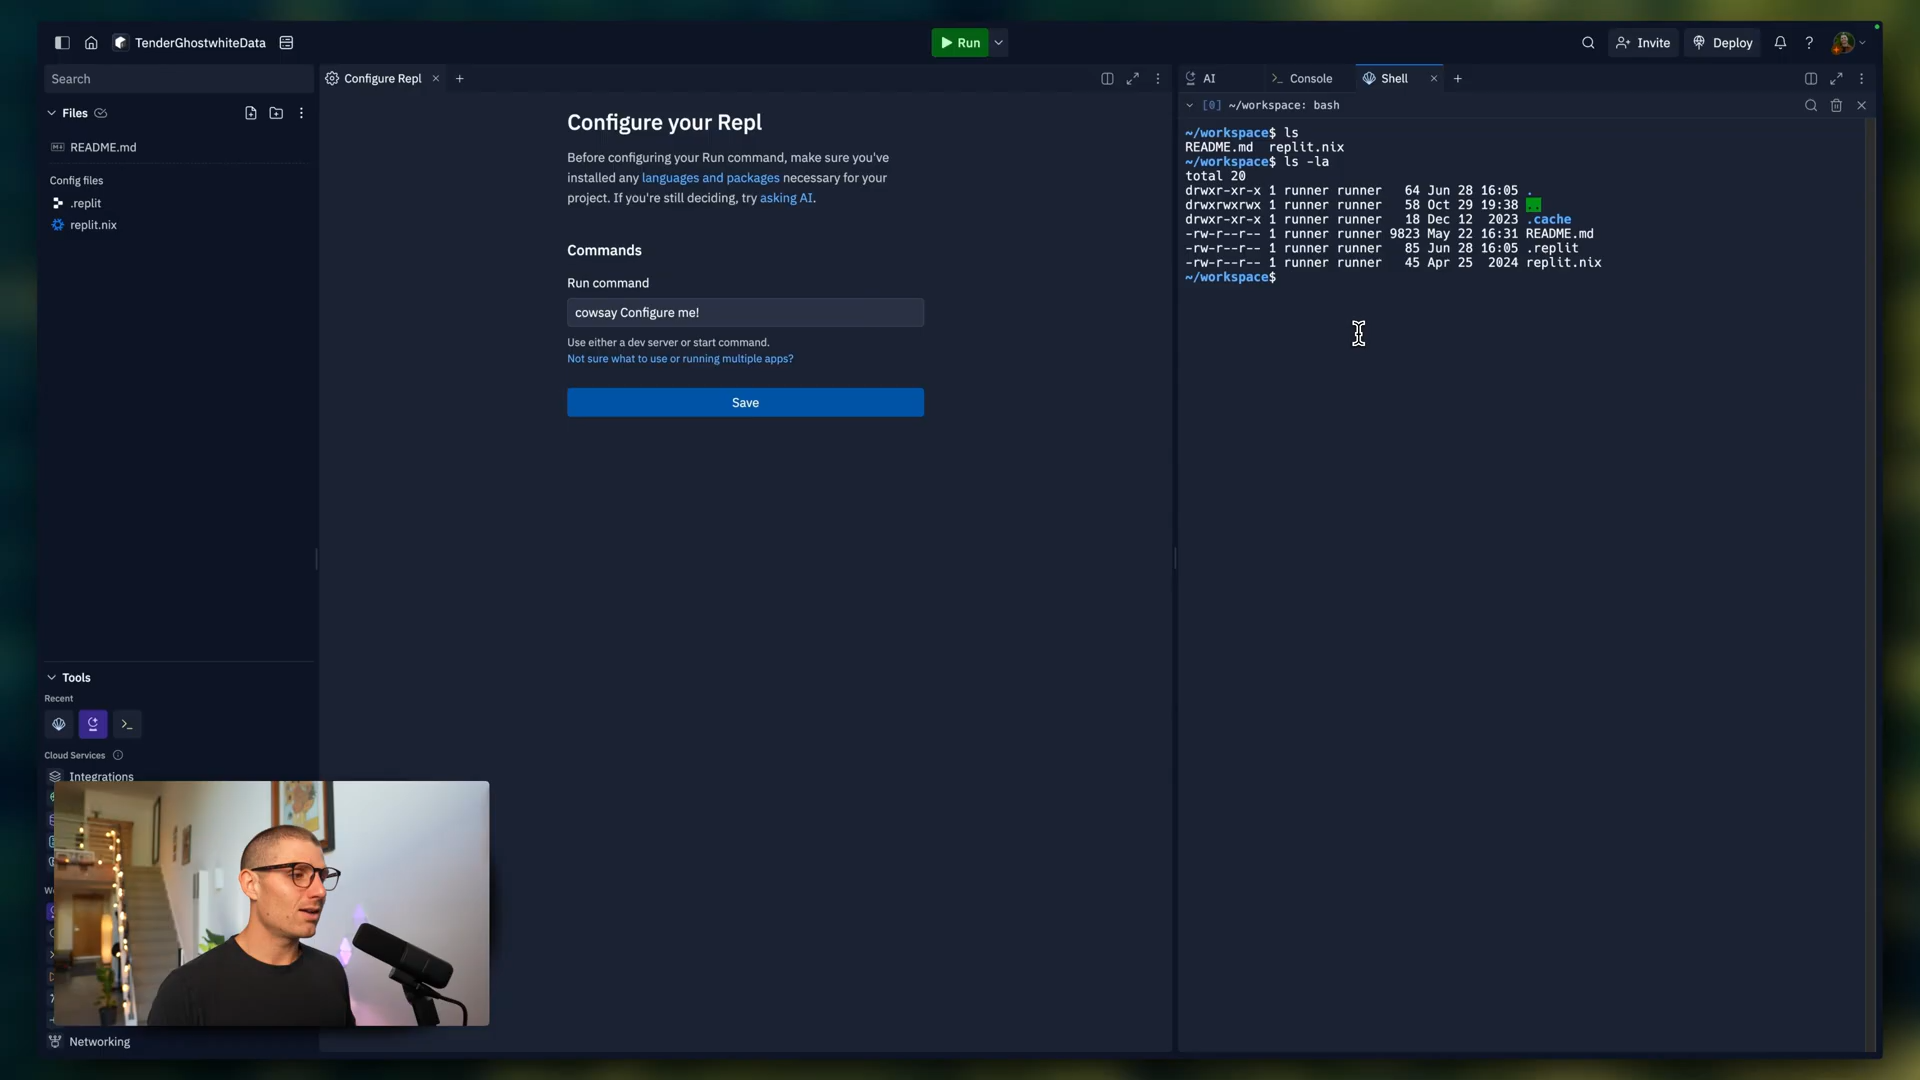 TenderGhostwhiteData
Run
Invite
Deploy
Search
Configure Repl
AI
Console
Shell
Files
README.md
Config files
.replit
replit.nix
Configure your Repl
Before configuring your Run command, make sure you've
installed any languages and packages necessary for your
project. If you're still deciding, try asking AI.
Commands
Run command
cowsay Configure me!
Use either a dev server or start command.
Not sure what to use or running multiple apps?
Save
[0] ~/workspace: bash
~/workspace$ ls
README.md  replit.nix
~/workspace$ ls -la
total 20
drwxr-xr-x 1 runner runner   64 Jun 28 16:05 .
drwxrwxrwx 1 runner runner   58 Oct 29 19:38 ..
drwxr-xr-x 1 runner runner   18 Dec 12  2023 .cache
-rw-r--r-- 1 runner runner 9823 May 22 16:31 README.md
-rw-r--r-- 1 runner runner   85 Jun 28 16:05 .replit
-rw-r--r-- 1 runner runner   45 Apr 25  2024 replit.nix
~/workspace$
Tools
Recent
Cloud Services
Integrations
Networking